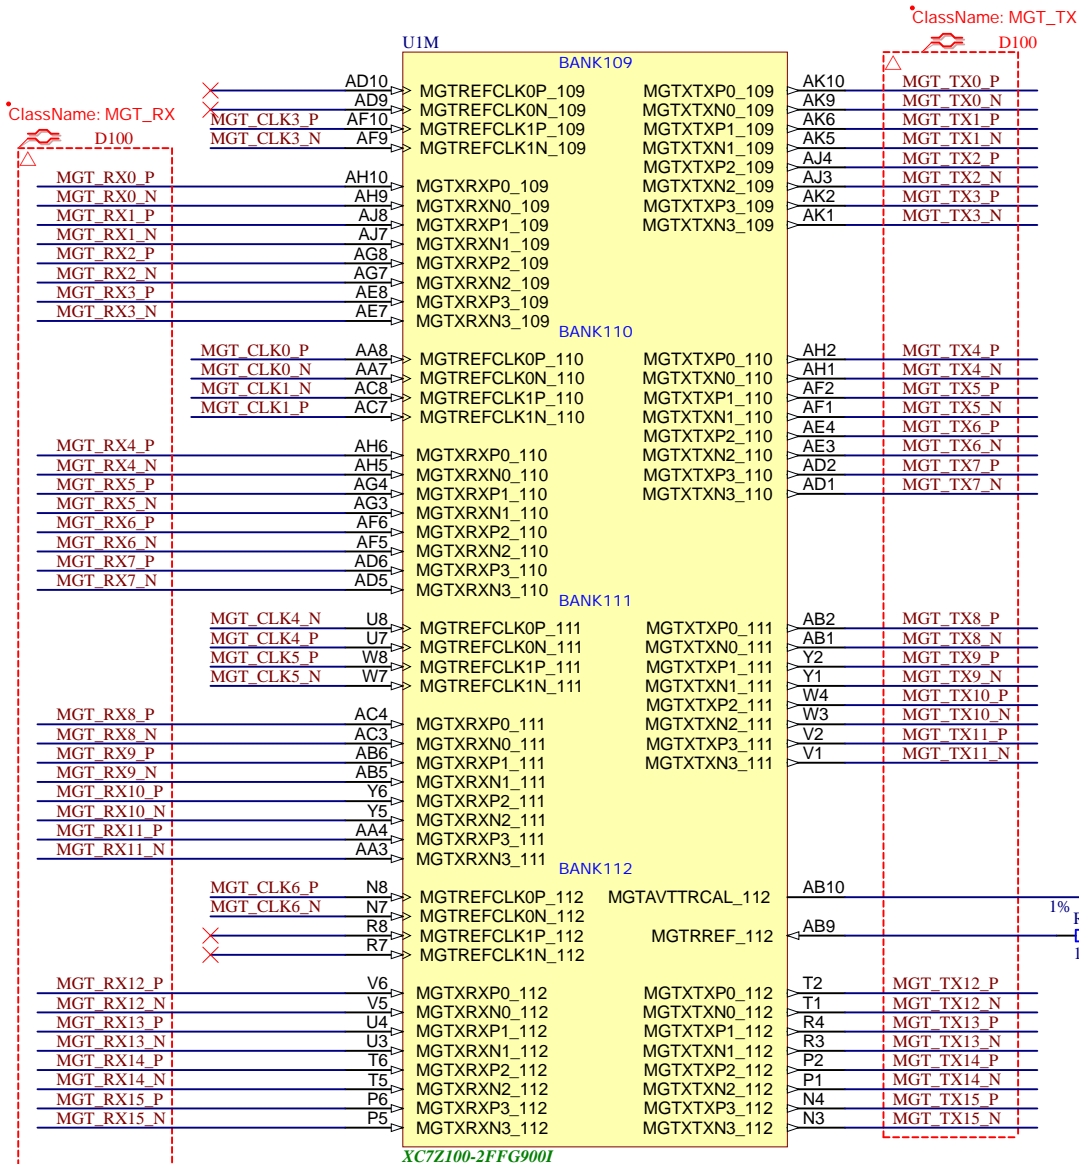 ClassName: MGT_TX
U1M D100
BANK109
AD10 MGTREFCLK0P_109 MGTXTXP0_109 AK10 MGT_TX0_P
AD9 MGTREFCLK0N_109 MGTXTXN0_109 AK9 MGT_TX0_N
ClassName: MGT_RX
MGT_CLK3_P AF10 MGTREFCLK1P_109 MGTXTXP1_109 AK6 MGT_TX1_P
D100 MGT_CLK3_N AF9 MGTREFCLK1N_109 MGTXTXN1_109 AK5 MGT_TX1_N
MGTXTXP2_109 AJ4 MGT_TX2_P
MGT_RX0_P AH10 MGTXRXP0_109 MGTXTXN2_109 AJ3 MGT_TX2_N
MGT_RX0_N AH9 MGTXRXN0_109 MGTXTXP3_109 AK2 MGT_TX3_P
MGT_RX1_P AJ8 MGTXRXP1_109 MGTXTXN3_109 AK1 MGT_TX3_N
MGT_RX1_N AJ7 MGTXRXN1_109
MGT_RX2_P AG8 MGTXRXP2_109
MGT_RX2_N AG7 MGTXRXN2_109
MGT_RX3_P AE8 MGTXRXP3_109
MGT_RX3_N AE7 MGTXRXN3_109
BANK110
MGT_CLK0_P AA8 MGTREFCLK0P_110 MGTXTXP0_110 AH2 MGT_TX4_P
MGT_CLK0_N AA7 MGTREFCLK0N_110 MGTXTXN0_110 AH1 MGT_TX4_N
MGT_CLK1_N AC8 MGTREFCLK1P_110 MGTXTXP1_110 AF2 MGT_TX5_P
MGT_CLK1_P AC7 MGTREFCLK1N_110 MGTXTXN1_110 AF1 MGT_TX5_N
MGTXTXP2_110 AE4 MGT_TX6_P
MGT_RX4_P AH6 MGTXRXP0_110 MGTXTXN2_110 AE3 MGT_TX6_N
MGT_RX4_N AH5 MGTXRXN0_110 MGTXTXP3_110 AD2 MGT_TX7_P
MGT_RX5_P AG4 MGTXRXP1_110 MGTXTXN3_110 AD1 MGT_TX7_N
MGT_RX5_N AG3 MGTXRXN1_110
MGT_RX6_P AF6 MGTXRXP2_110
MGT_RX6_N AF5 MGTXRXN2_110
MGT_RX7_P AD6 MGTXRXP3_110
MGT_RX7_N AD5 MGTXRXN3_110
BANK111
MGT_CLK4_N U8 MGTREFCLK0P_111 MGTXTXP0_111 AB2 MGT_TX8_P
MGT_CLK4_P U7 MGTREFCLK0N_111 MGTXTXN0_111 AB1 MGT_TX8_N
MGT_CLK5_P W8 MGTREFCLK1P_111 MGTXTXP1_111 Y2 MGT_TX9_P
MGT_CLK5_N W7 MGTREFCLK1N_111 MGTXTXN1_111 Y1 MGT_TX9_N
MGTXTXP2_111 W4 MGT_TX10_P
MGT_RX8_P AC4 MGTXRXP0_111 MGTXTXN2_111 W3 MGT_TX10_N
MGT_RX8_N AC3 MGTXRXN0_111 MGTXTXP3_111 V2 MGT_TX11_P
MGT_RX9_P AB6 MGTXRXP1_111 MGTXTXN3_111 V1 MGT_TX11_N
MGT_RX9_N AB5 MGTXRXN1_111
MGT_RX10_P Y6 MGTXRXP2_111
MGT_RX10_N Y5 MGTXRXN2_111
MGT_RX11_P AA4 MGTXRXP3_111
MGT_RX11_N AA3 MGTXRXN3_111
BANK112
MGT_CLK6_P N8 MGTREFCLK0P_112 MGTAVTTRCAL_112 AB10
MGT_CLK6_N N7 MGTREFCLK0N_112 1%
R8 MGTREFCLK1P_112 MGTRREF_112 AB9
R7 MGTREFCLK1N_112
MGT_RX12_P V6 MGTXRXP0_112 MGTXTXP0_112 T2 MGT_TX12_P
MGT_RX12_N V5 MGTXRXN0_112 MGTXTXN0_112 T1 MGT_TX12_N
MGT_RX13_P U4 MGTXRXP1_112 MGTXTXP1_112 R4 MGT_TX13_P
MGT_RX13_N U3 MGTXRXN1_112 MGTXTXN1_112 R3 MGT_TX13_N
MGT_RX14_P T6 MGTXRXP2_112 MGTXTXP2_112 P2 MGT_TX14_P
MGT_RX14_N T5 MGTXRXN2_112 MGTXTXN2_112 P1 MGT_TX14_N
MGT_RX15_P P6 MGTXRXP3_112 MGTXTXP3_112 N4 MGT_TX15_P
MGT_RX15_N P5 MGTXRXN3_112 MGTXTXN3_112 N3 MGT_TX15_N
XC7Z100-2FFG900I